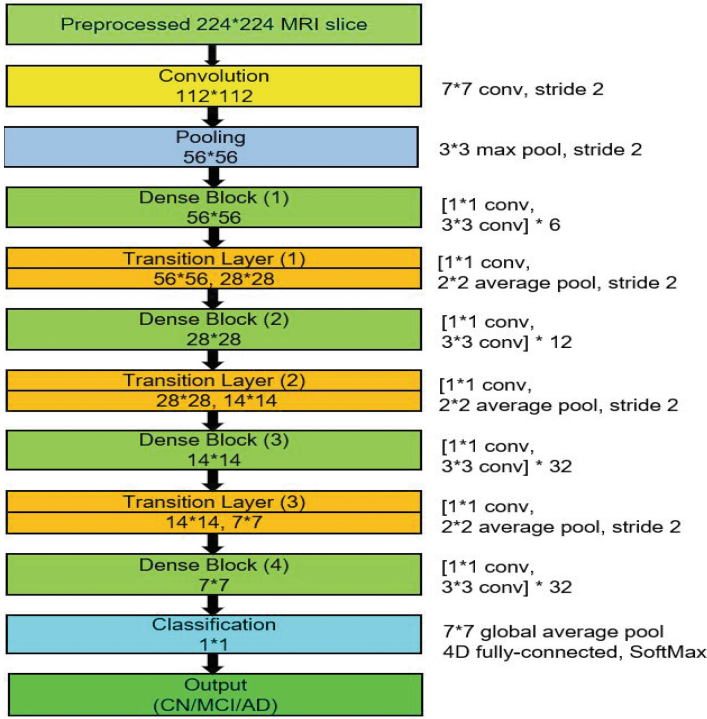 Preprocessed 224*224 MRI slice
Convolution
112*112
7*7 conv, stride 2
Pooling
56*56
3*3 max pool, stride 2
Dense Block (1)
56*56
[1*1 conv,
3*3 conv] * 6
Transition Layer (1)
56*56, 28*28
[1*1 conv,
2*2 average pool, stride 2
Dense Block (2)
28*28
[1*1 conv,
3*3 conv] * 12
Transition Layer (2)
28*28, 14*14
[1*1 conv,
2*2 average pool, stride 2
Dense Block (3)
14*14
[1*1 conv,
3*3 conv] * 32
Transition Layer (3)
14*14, 7*7
[1*1 conv,
2*2 average pool, stride 2
Dense Block (4)
7*7
[1*1 conv,
3*3 conv] * 32
Classification
1*1
7*7 global average pool
4D fully-connected, SoftMax
Output
(CN/MCI/AD)